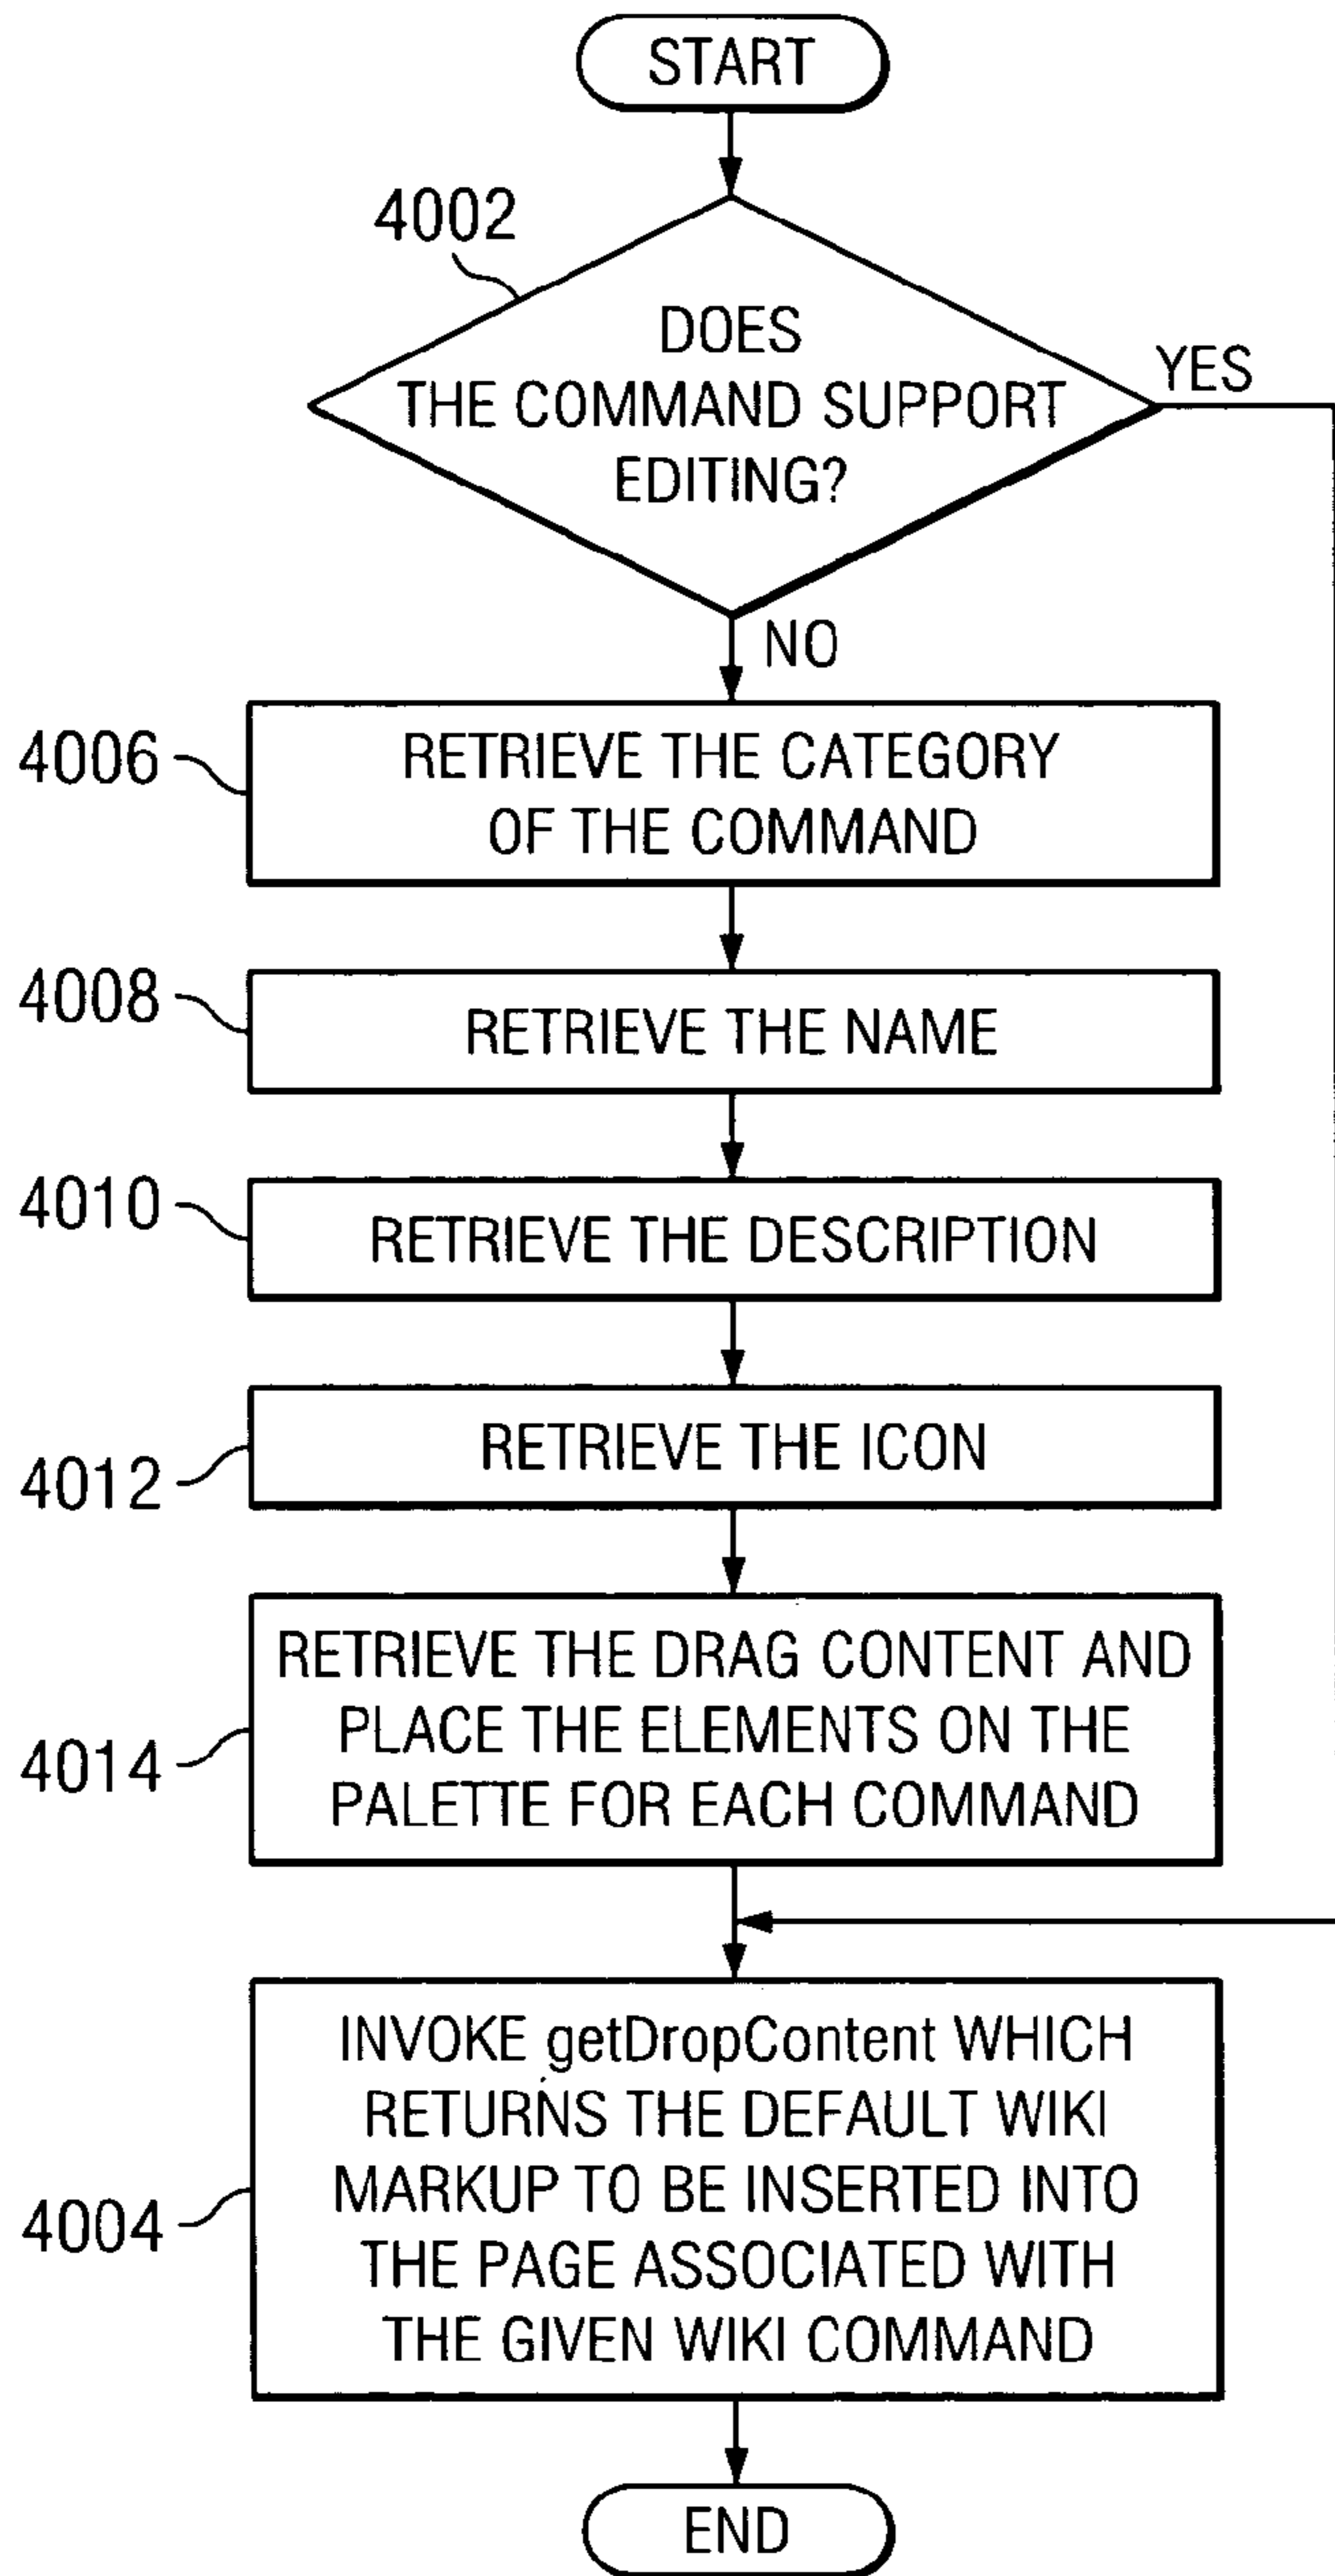 START
4002
DOES
THE COMMAND SUPPORT
EDITING?
YES
NO
4006
RETRIEVE THE CATEGORY
OF THE COMMAND
4008
RETRIEVE THE NAME
4010
RETRIEVE THE DESCRIPTION
4012
RETRIEVE THE ICON
4014
RETRIEVE THE DRAG CONTENT AND
PLACE THE ELEMENTS ON THE
PALETTE FOR EACH COMMAND
4004
INVOKE getDropContent WHICH
RETURNS THE DEFAULT WIKI
MARKUP TO BE INSERTED INTO
THE PAGE ASSOCIATED WITH
THE GIVEN WIKI COMMAND
END